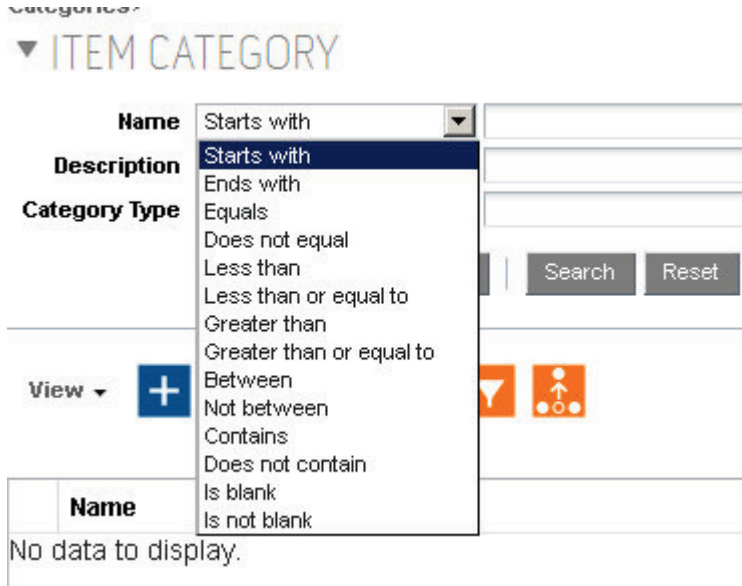 Categories>
ITEM CATEGORY
Name Starts with
Starts with
Description
Ends with
Category Type Equals
Does not equal
Less than
Search Reset
Less than or equal to
Greater than
Greater than or equal to
View Between
Not between
Contains
Does not contain
Is blank
Name
Is not blank
No data to display.